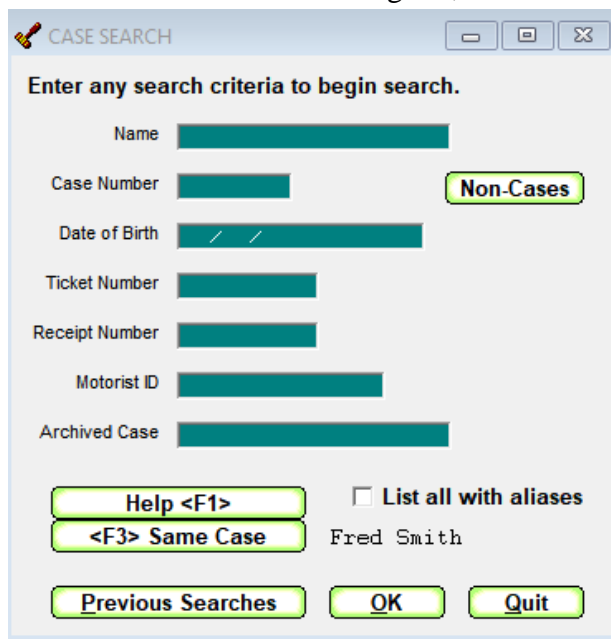 CASE SEARCH
Enter any search criteria to begin search.
Name
Case Number
Non-Cases
Date of Birth / /
Ticket Number
Receipt Number
Motorist ID
Archived Case
Help <F1>
List all with aliases
<F3> Same Case
Fred Smith
Previous Searches
OK
Quit